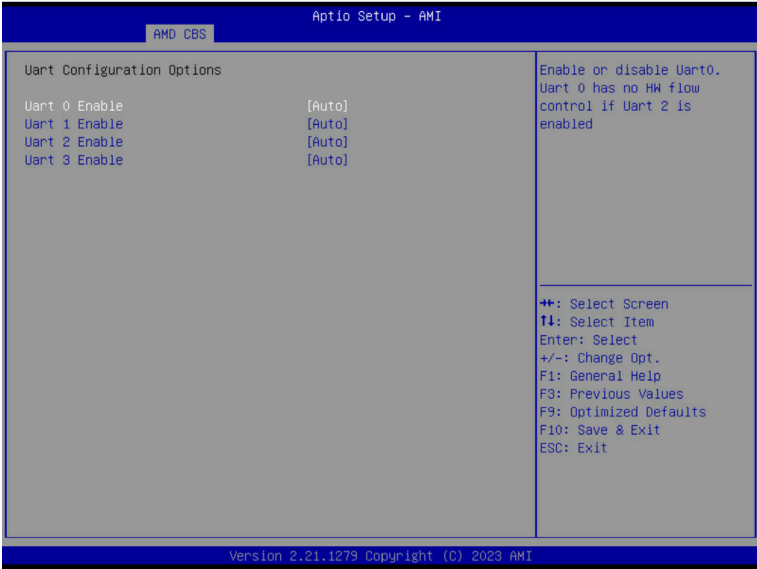 Aptio Setup - AMI
AMD CBS
Uart Configuration Options
Uart 0 Enable [Auto]
Uart 1 Enable [Auto]
Uart 2 Enable [Auto]
Uart 3 Enable [Auto]
Enable or disable Uart0.
Uart 0 has no HW flow
control if Uart 2 is
enabled
→←: Select Screen
↑↓: Select Item
Enter: Select
+/-: Change Opt.
F1: General Help
F3: Previous Values
F9: Optimized Defaults
F10: Save & Exit
ESC: Exit
Version 2.21.1279 Copyright (C) 2023 AMI